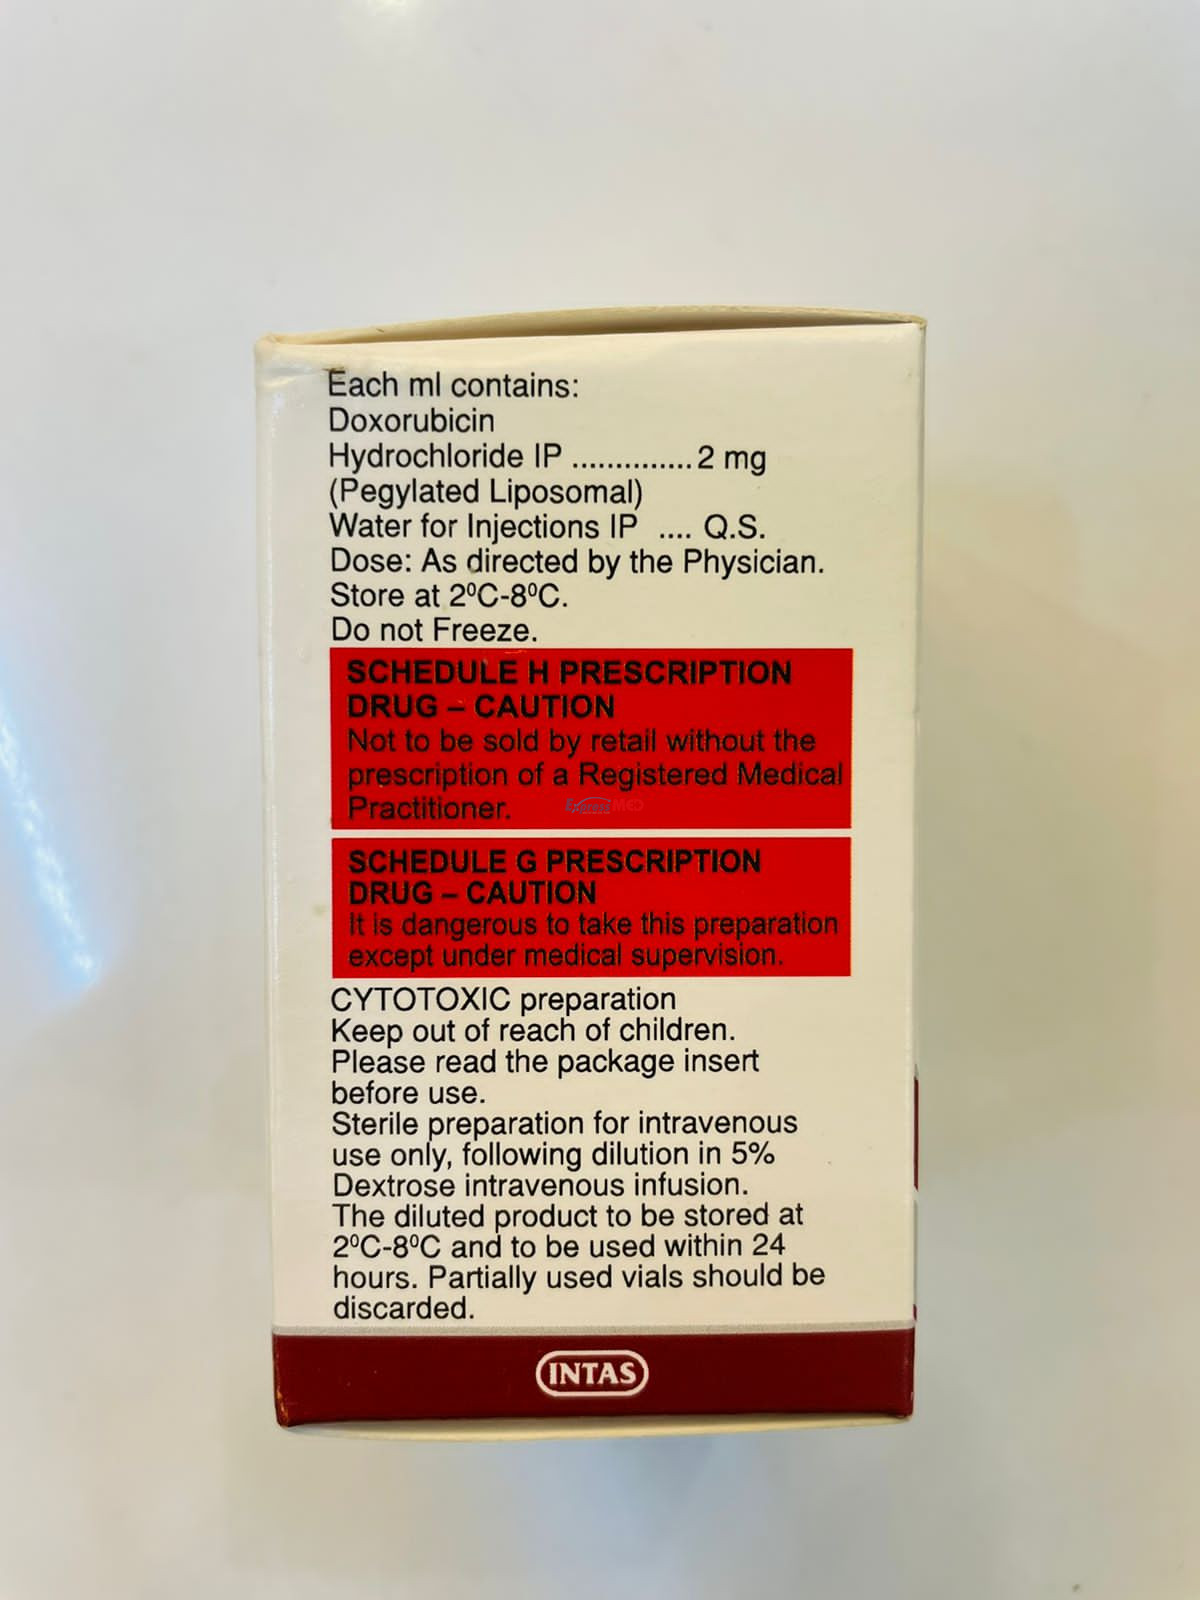 Each ml contains:
Doxorubicin
Hydrochloride IP ..............2 mg
(Pegylated Liposomal)
Water for Injections IP .... Q.S.
Dose: As directed by the Physician.
Store at 2⁰C-8⁰C.
Do not Freeze.
SCHEDULE H PRESCRIPTION
DRUG – CAUTION
Not to be sold by retail without the
prescription of a Registered Medical
Practitioner.
ExpressMED
SCHEDULE G PRESCRIPTION
DRUG – CAUTION
It is dangerous to take this preparation
except under medical supervision.
CYTOTOXIC preparation
Keep out of reach of children.
Please read the package insert
before use.
Sterile preparation for intravenous
use only, following dilution in 5%
Dextrose intravenous infusion.
The diluted product to be stored at
2⁰C-8⁰C and to be used within 24
hours. Partially used vials should be
discarded.
INTAS